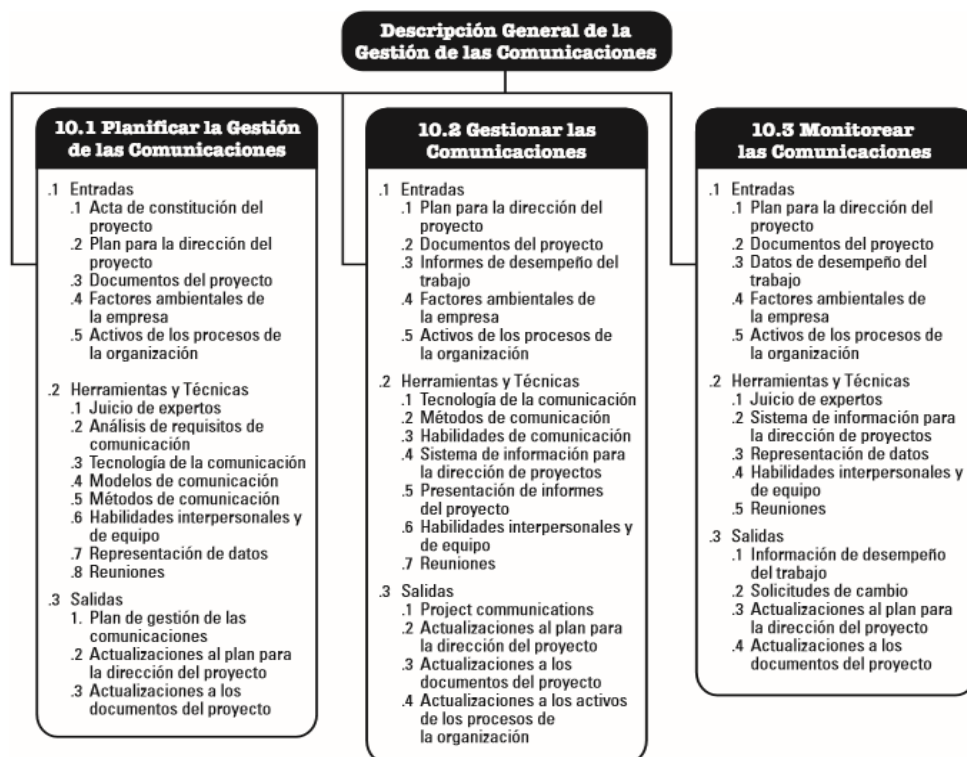 Descripción General de la
Gestión de las Comunicaciones
10.1 Planificar la Gestión
de las Comunicaciones
.1 Entradas
.1 Acta de constitución del
proyecto
.2 Plan para la dirección del
proyecto
.3 Documentos del proyecto
.4 Factores ambientales de
la empresa
.5 Activos de los procesos de
la organización
.2 Herramientas y Técnicas
.1 Juicio de expertos
.2 Análisis de requisitos de
comunicación
.3 Tecnología de la comunicación
.4 Modelos de comunicación
.5 Métodos de comunicación
.6 Habilidades interpersonales y
de equipo
.7 Representación de datos
.8 Reuniones
.3 Salidas
1. Plan de gestión de las
comunicaciones
.2 Actualizaciones al plan para
la dirección del proyecto
.3 Actualizaciones a los
documentos del proyecto
10.2 Gestionar las
Comunicaciones
.1 Entradas
.1 Plan para la dirección del
proyecto
.2 Documentos del proyecto
.3 Informes de desempeño del
trabajo
.4 Factores ambientales de
la empresa
.5 Activos de los procesos de
la organización
.2 Herramientas y Técnicas
.1 Tecnología de la comunicación
.2 Métodos de comunicación
.3 Habilidades de comunicación
.4 Sistema de información para
la dirección de proyectos
.5 Presentación de informes
del proyecto
.6 Habilidades interpersonales y
de equipo
.7 Reuniones
.3 Salidas
.1 Project communications
.2 Actualizaciones al plan para
la dirección del proyecto
.3 Actualizaciones a los
documentos del proyecto
.4 Actualizaciones a los activos
de los procesos de
la organización
10.3 Monitorear
las Comunicaciones
.1 Entradas
.1 Plan para la dirección del
proyecto
.2 Documentos del proyecto
.3 Datos de desempeño del
trabajo
.4 Factores ambientales de
la empresa
.5 Activos de los procesos de
la organización
.2 Herramientas y Técnicas
.1 Juicio de expertos
.2 Sistema de información para
la dirección de proyectos
.3 Representación de datos
.4 Habilidades interpersonales y
de equipo
.5 Reuniones
.3 Salidas
.1 Información de desempeño
del trabajo
.2 Solicitudes de cambio
.3 Actualizaciones al plan para
la dirección del proyecto
.4 Actualizaciones a los
documentos del proyecto